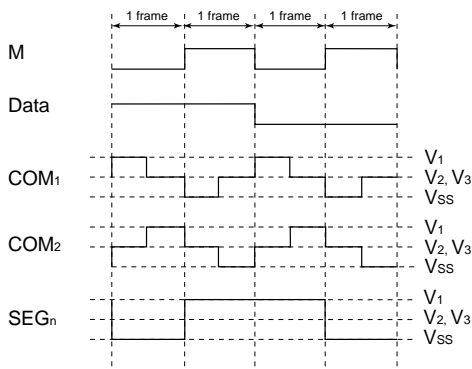 1 frame 1 frame 1 frame 1 frame
M
Data
V1
COM1 V2, V3
VSS
V1
COM2 V2, V3
VSS
V1
SEGn V2, V3
VSS